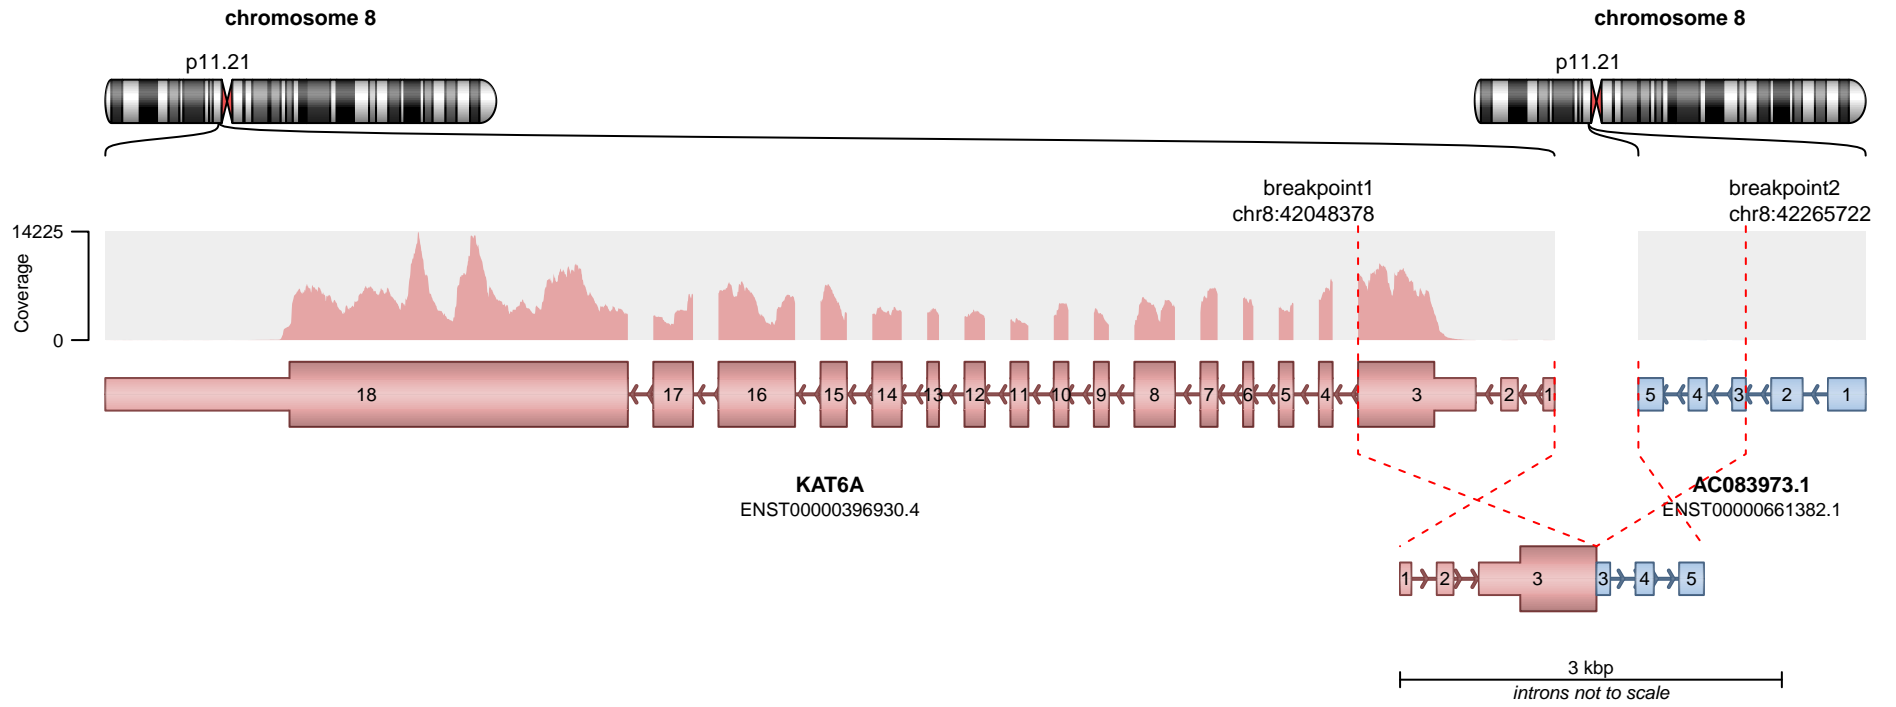 chromosome 8
chromosome 8
p11.21
p11.21
breakpoint1
chr8:42048378
breakpoint2
chr8:42265722
14225
Coverage
0
18 17 16 15 14 13 12 11 10 9 8 7 6 5 4 3 2 1
5 4 3 2 1
KAT6A
ENST00000396930.4
AC083973.1
ENST00000661382.1
1 2 3 3 4 5
3 kbp
introns not to scale